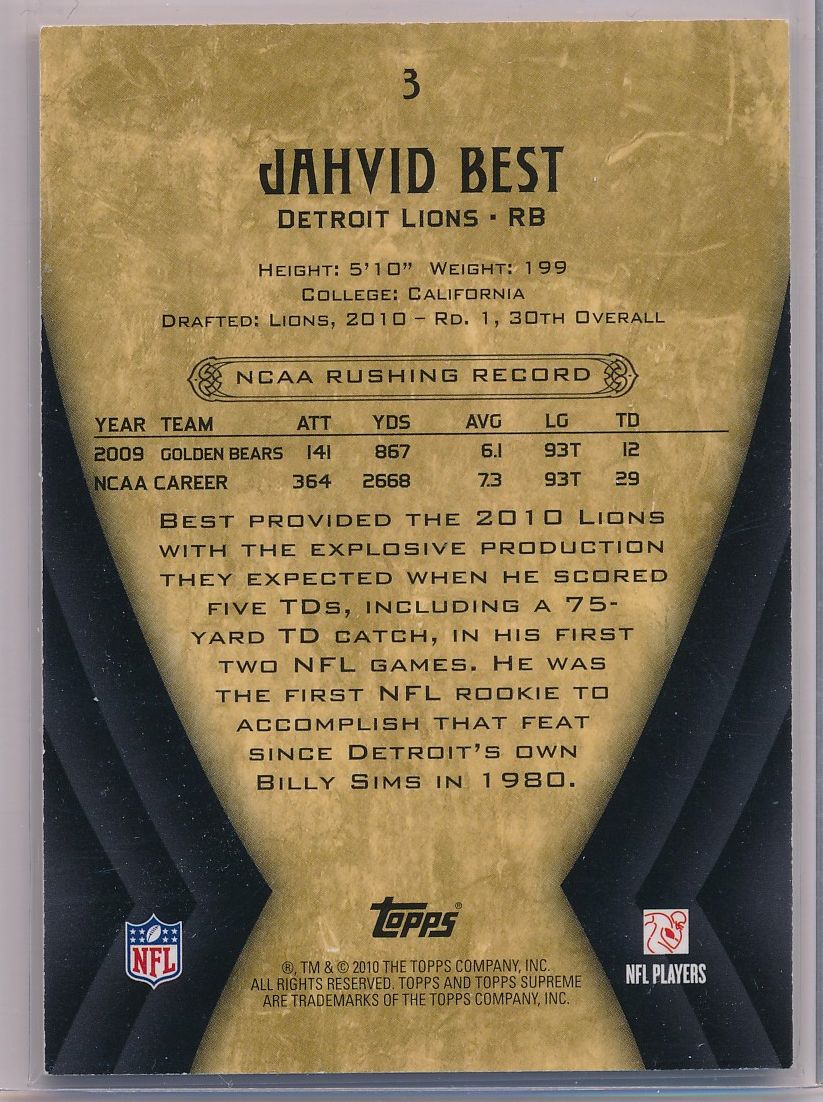 3
JAHVID BEST
DETROIT LIONS · RB
HEIGHT: 5'10" WEIGHT: 199
COLLEGE: CALIFORNIA
DRAFTED: LIONS, 2010 – RD. 1, 30TH OVERALL
NCAA RUSHING RECORD
YEAR TEAM ATT YDS AVG LG TD
2009 GOLDEN BEARS 141 867 6.1 93T 12
NCAA CAREER 364 2668 7.3 93T 29
BEST PROVIDED THE 2010 LIONS
WITH THE EXPLOSIVE PRODUCTION
THEY EXPECTED WHEN HE SCORED
FIVE TDS, INCLUDING A 75-
YARD TD CATCH, IN HIS FIRST
TWO NFL GAMES. HE WAS
THE FIRST NFL ROOKIE TO
ACCOMPLISH THAT FEAT
SINCE DETROIT'S OWN
BILLY SIMS IN 1980.
Topps®
NFL
NFL PLAYERS
®, TM & © 2010 THE TOPPS COMPANY, INC.
ALL RIGHTS RESERVED. TOPPS AND TOPPS SUPREME
ARE TRADEMARKS OF THE TOPPS COMPANY, INC.